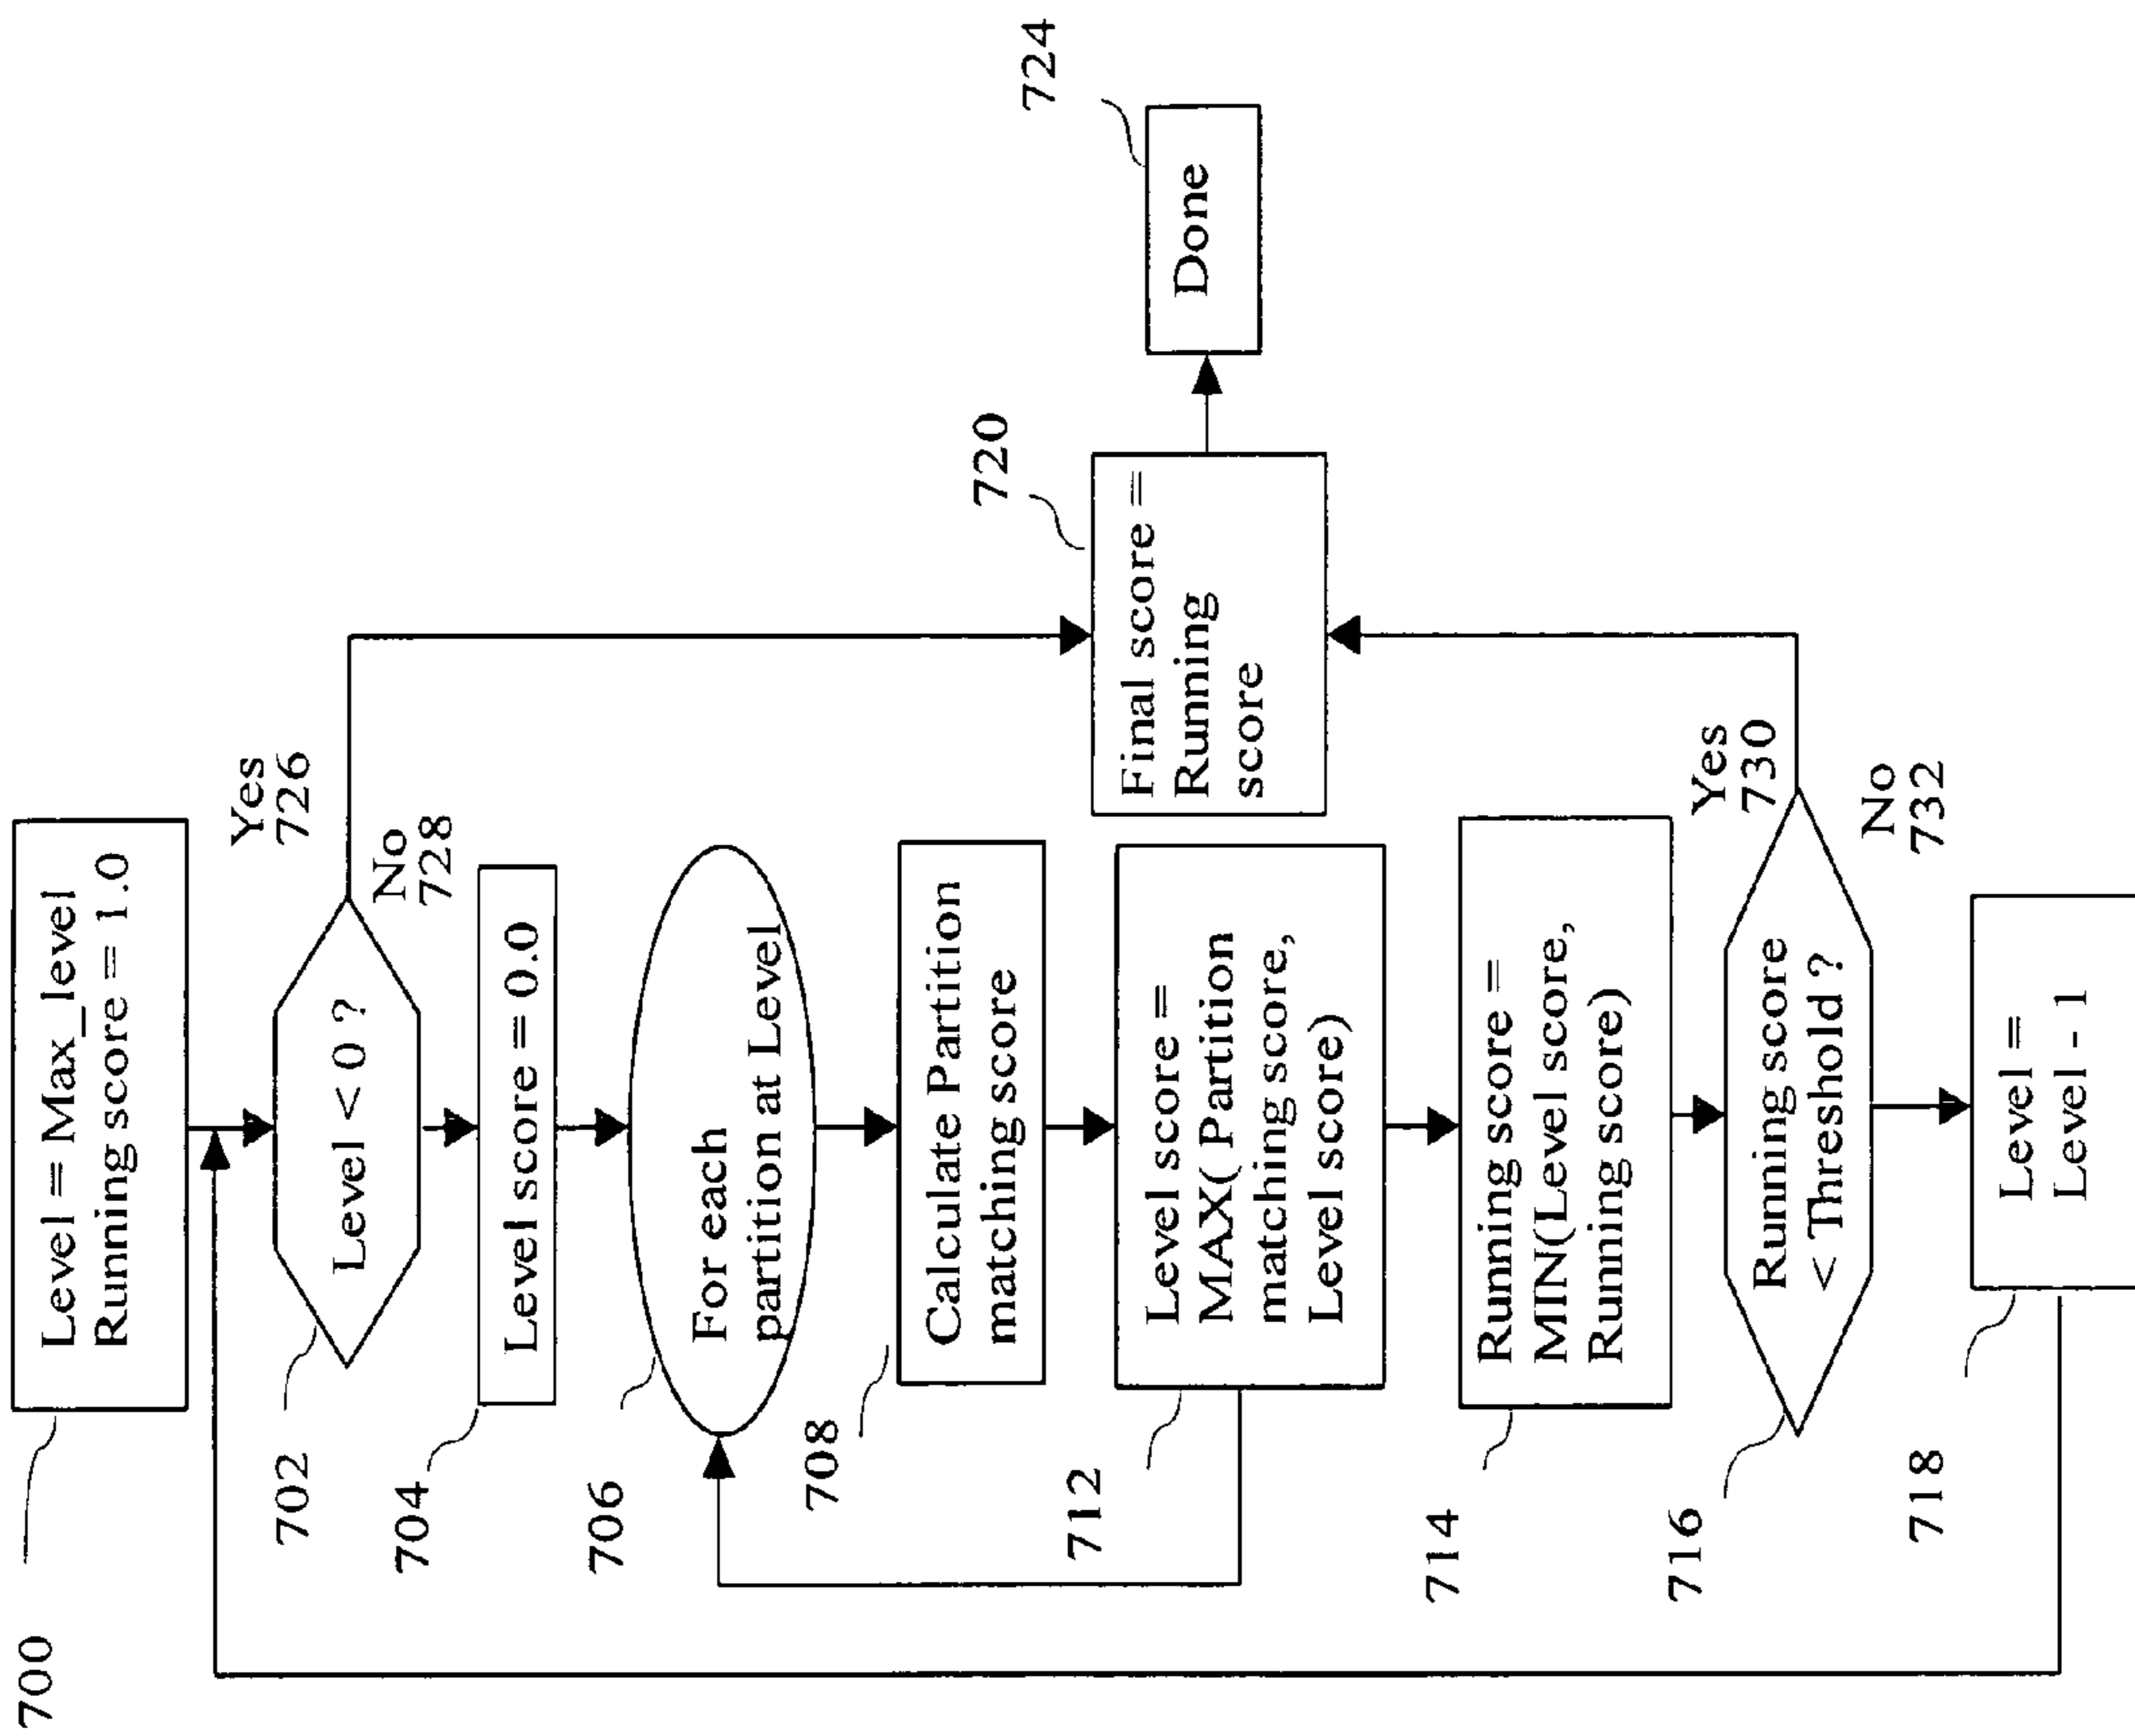 700
Level = Max_level
Running score = 1.0
702
Level < 0 ?
Yes
726
No
728
704
Level score = 0.0
706
For each
partition at Level
708
Calculate Partition
matching score
712
Level score =
MAX( Partition
matching score,
Level score)
714
Running score =
MIN(Level score,
Running score)
716
Running score
< Threshold ?
Yes
730
No
732
718
Level =
Level - 1
720
Final score =
Running
score
724
Done